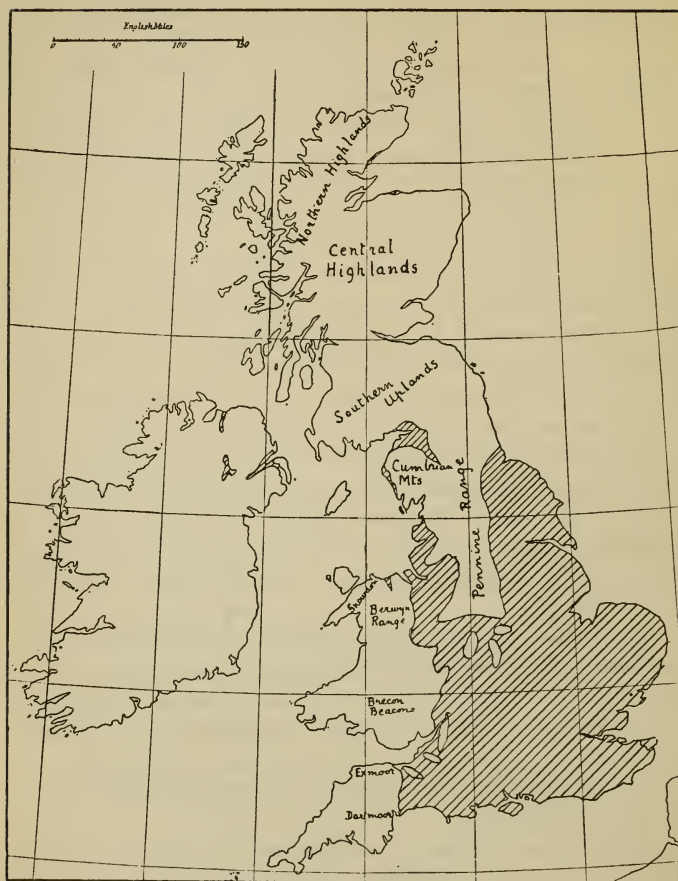 English Miles
0 50 100 150
Northern Highlands
Central
Highlands
Southern
Uplands
Cumbrian
Mts
Pennine Range
Snowdon
Berwyn
Range
Brecon
Beacons
Exmoor
Dartmoor